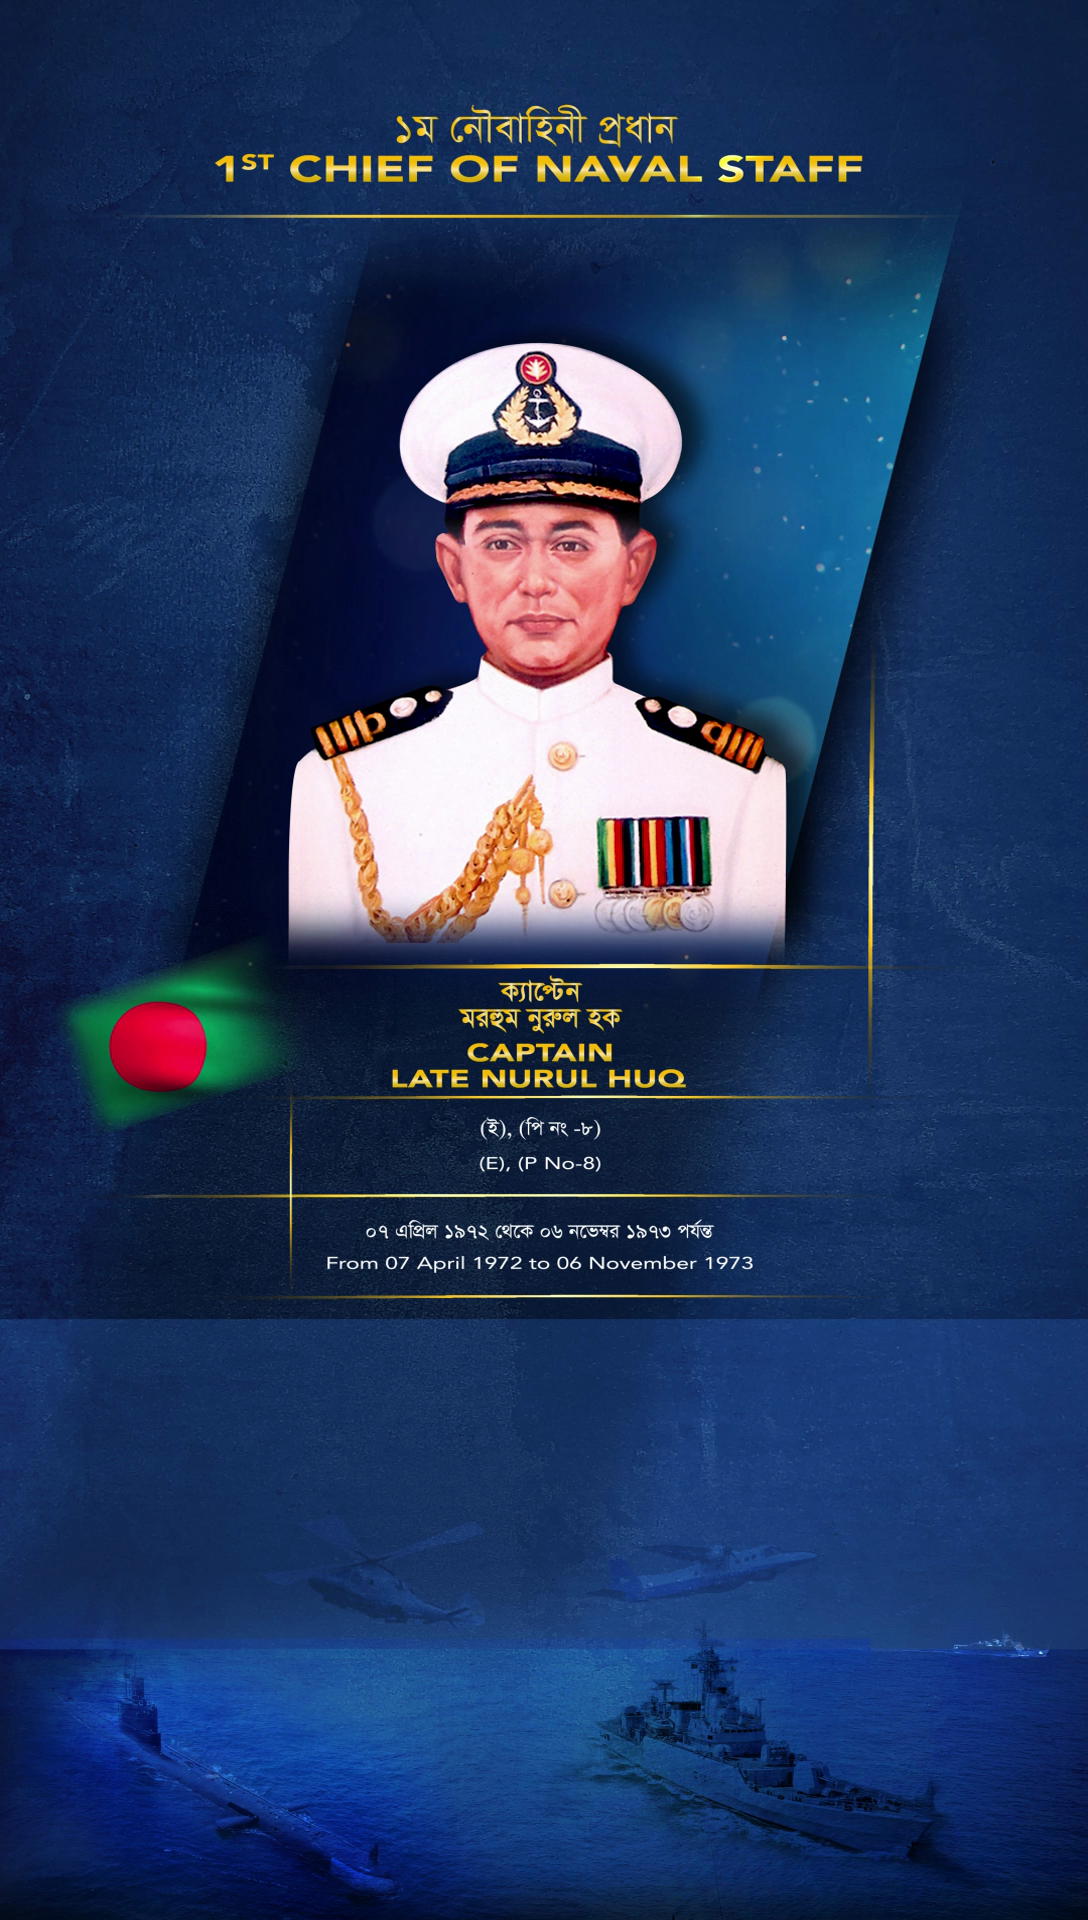 ১ম নৌবাহিনী প্রধান
1ST CHIEF OF NAVAL STAFF
ক্যাপ্টেন
মরহুম নুরুল হক
CAPTAIN
LATE NURUL HUQ
(ই), (পি নং -৮)
(E), (P No-8)
০৭ এপ্রিল ১৯৭২ থেকে ০৬ নভেম্বর ১৯৭৩ পর্যন্ত
From 07 April 1972 to 06 November 1973